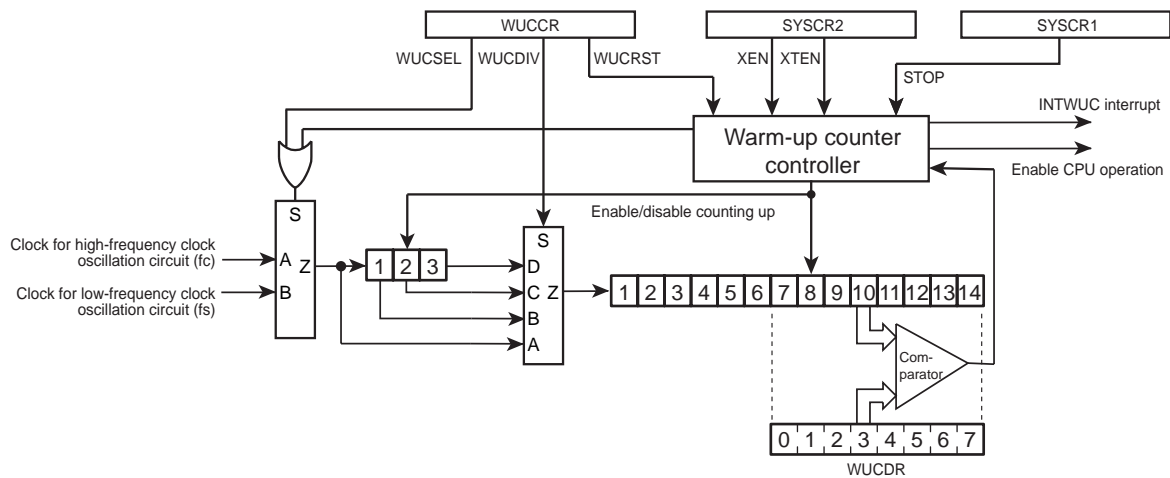 WUCCR
SYSCR2
SYSCR1
WUCSEL
WUCDIV
WUCRST
XEN
XTEN
STOP
Warm-up counter
controller
INTWUC interrupt
Enable CPU operation
Enable/disable counting up
Clock for high-frequency clock
oscillation circuit (fc)
Clock for low-frequency clock
oscillation circuit (fs)
S
A
Z
B
1 2 3
S
D
C Z
B
A
1 2 3 4 5 6 7 8 9 10 11 12 13 14
Com-
parator
0 1 2 3 4 5 6 7
WUCDR